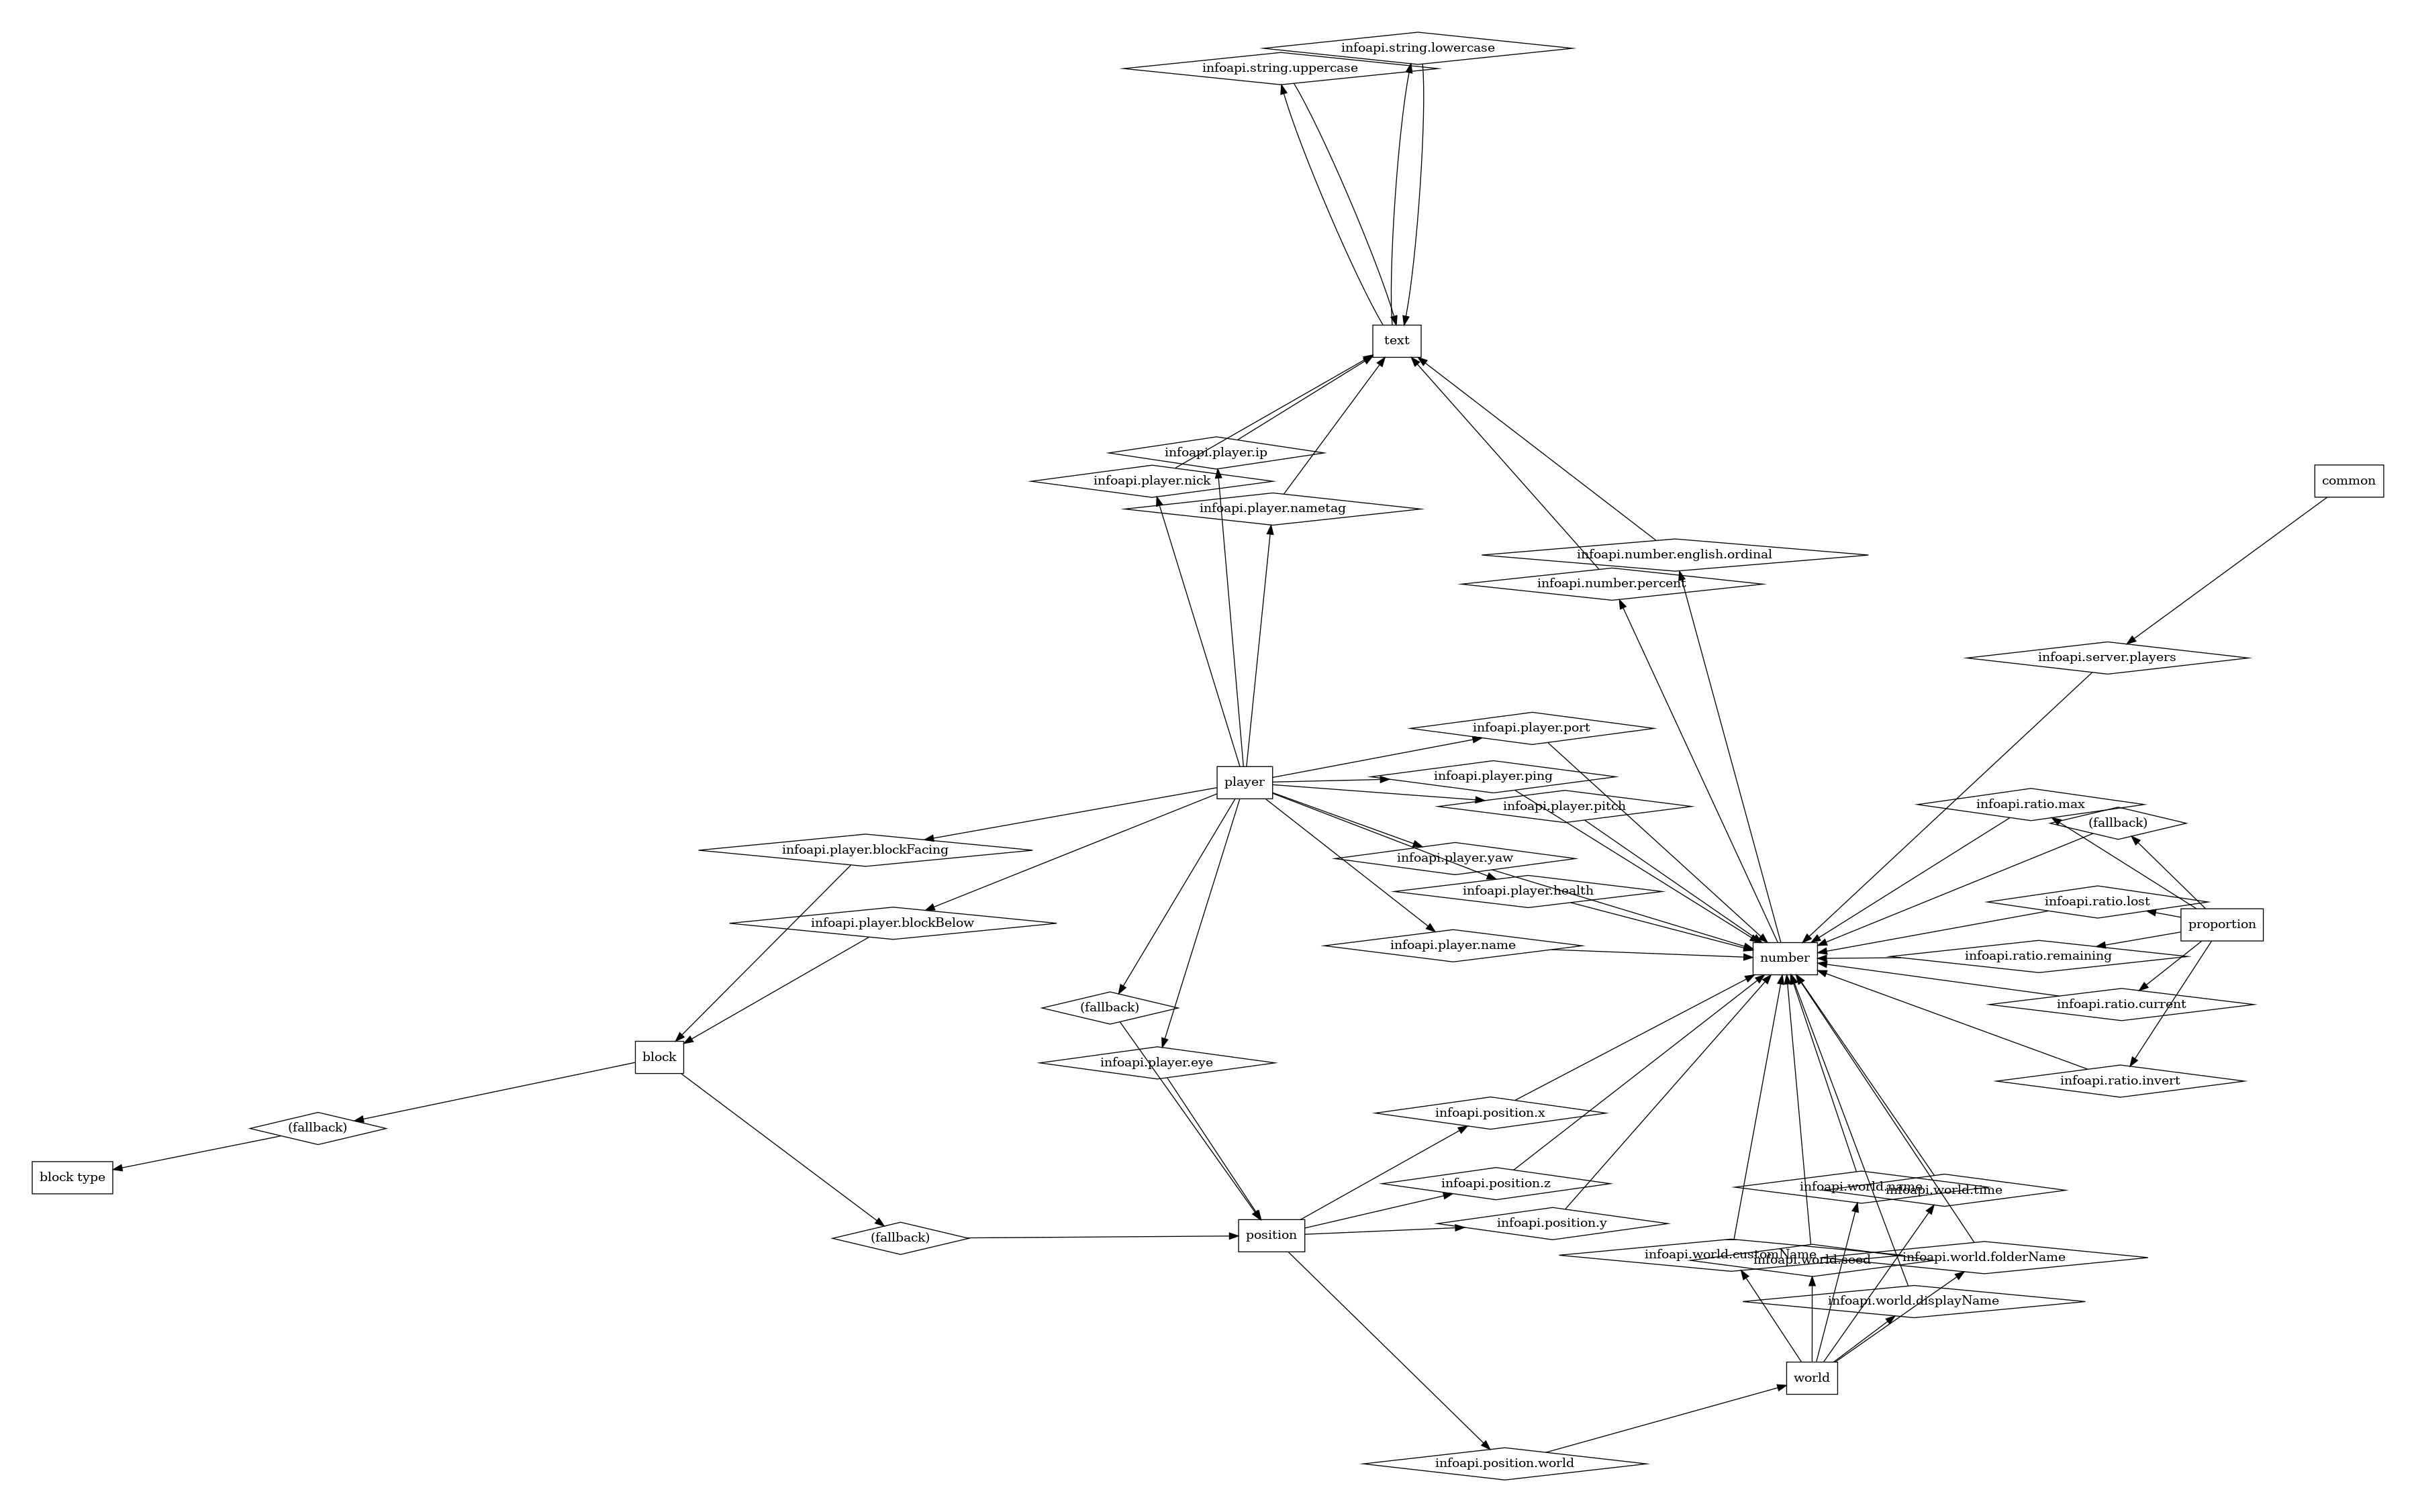 infoapi.string.lowercase
infoapi.string.uppercase
text
infoapi.player.ip
infoapi.player.nick
common
infoapi.player.nametag
infoapi.number.english.ordinal
infoapi.number.percent
infoapi.server.players
infoapi.player.port
infoapi.player.ping
player
infoapi.player.pitch
infoapi.ratio.max
(fallback)
infoapi.player.blockFacing
infoapi.player.yaw
infoapi.player.health
infoapi.ratio.lost
infoapi.player.blockBelow
proportion
infoapi.player.name
number
infoapi.ratio.remaining
(fallback)
infoapi.ratio.current
block
infoapi.player.eye
infoapi.ratio.invert
infoapi.position.x
(fallback)
block type
infoapi.position.z
infoapi.world.name
infoapi.world.time
infoapi.position.y
(fallback)
position
infoapi.world.customName
infoapi.world.seed
infoapi.world.folderName
infoapi.world.displayName
world
infoapi.position.world